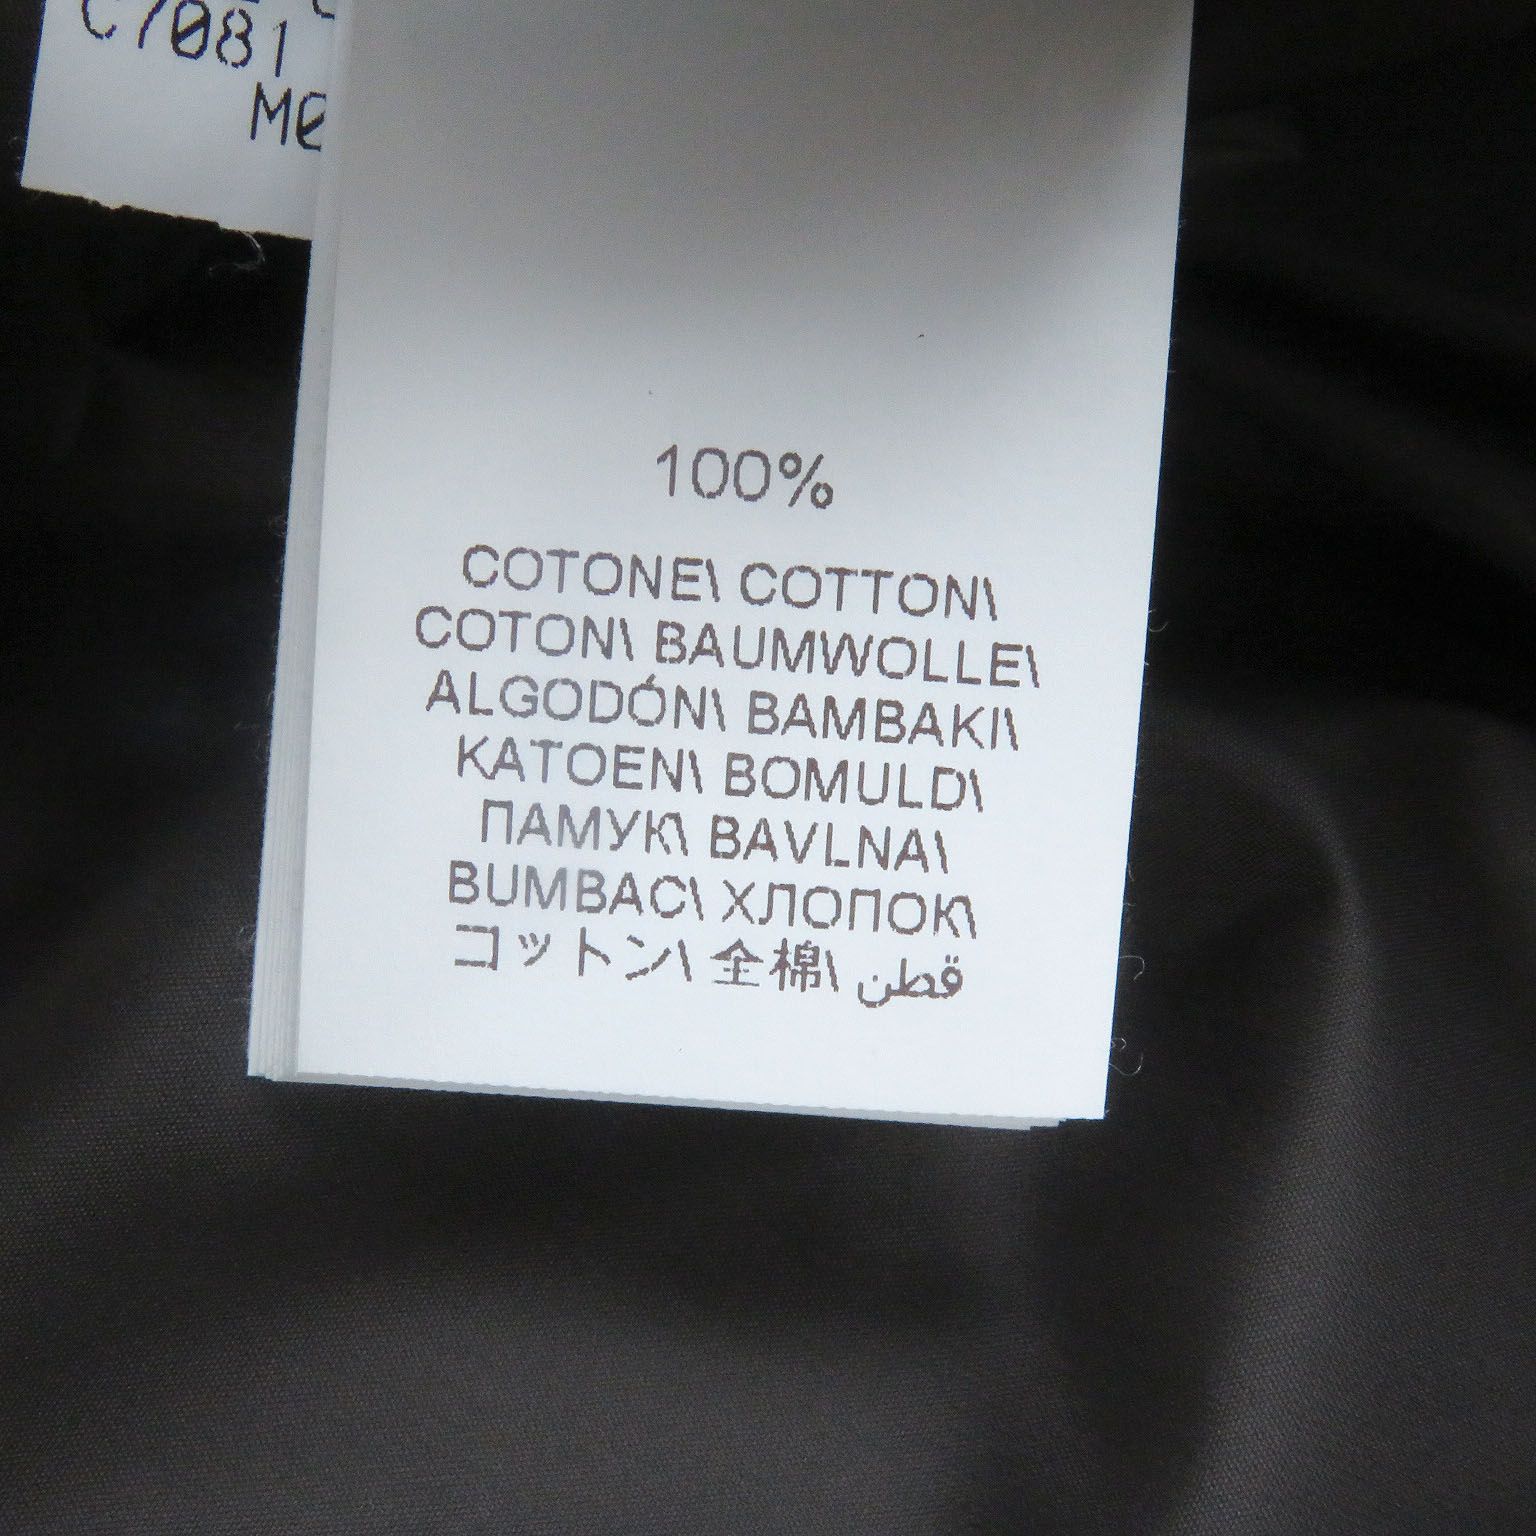 C7081
100%
COTONE\ COTTON\
COTON\ BAUMWOLLE\
ALGODÓN\ BAMBAKI\
KATOEN\ BOMULD\
ПАМУК\ BAVLNA\
BUMBAC\ ХЛОПОК\
コットン\ 全棉\ قطن